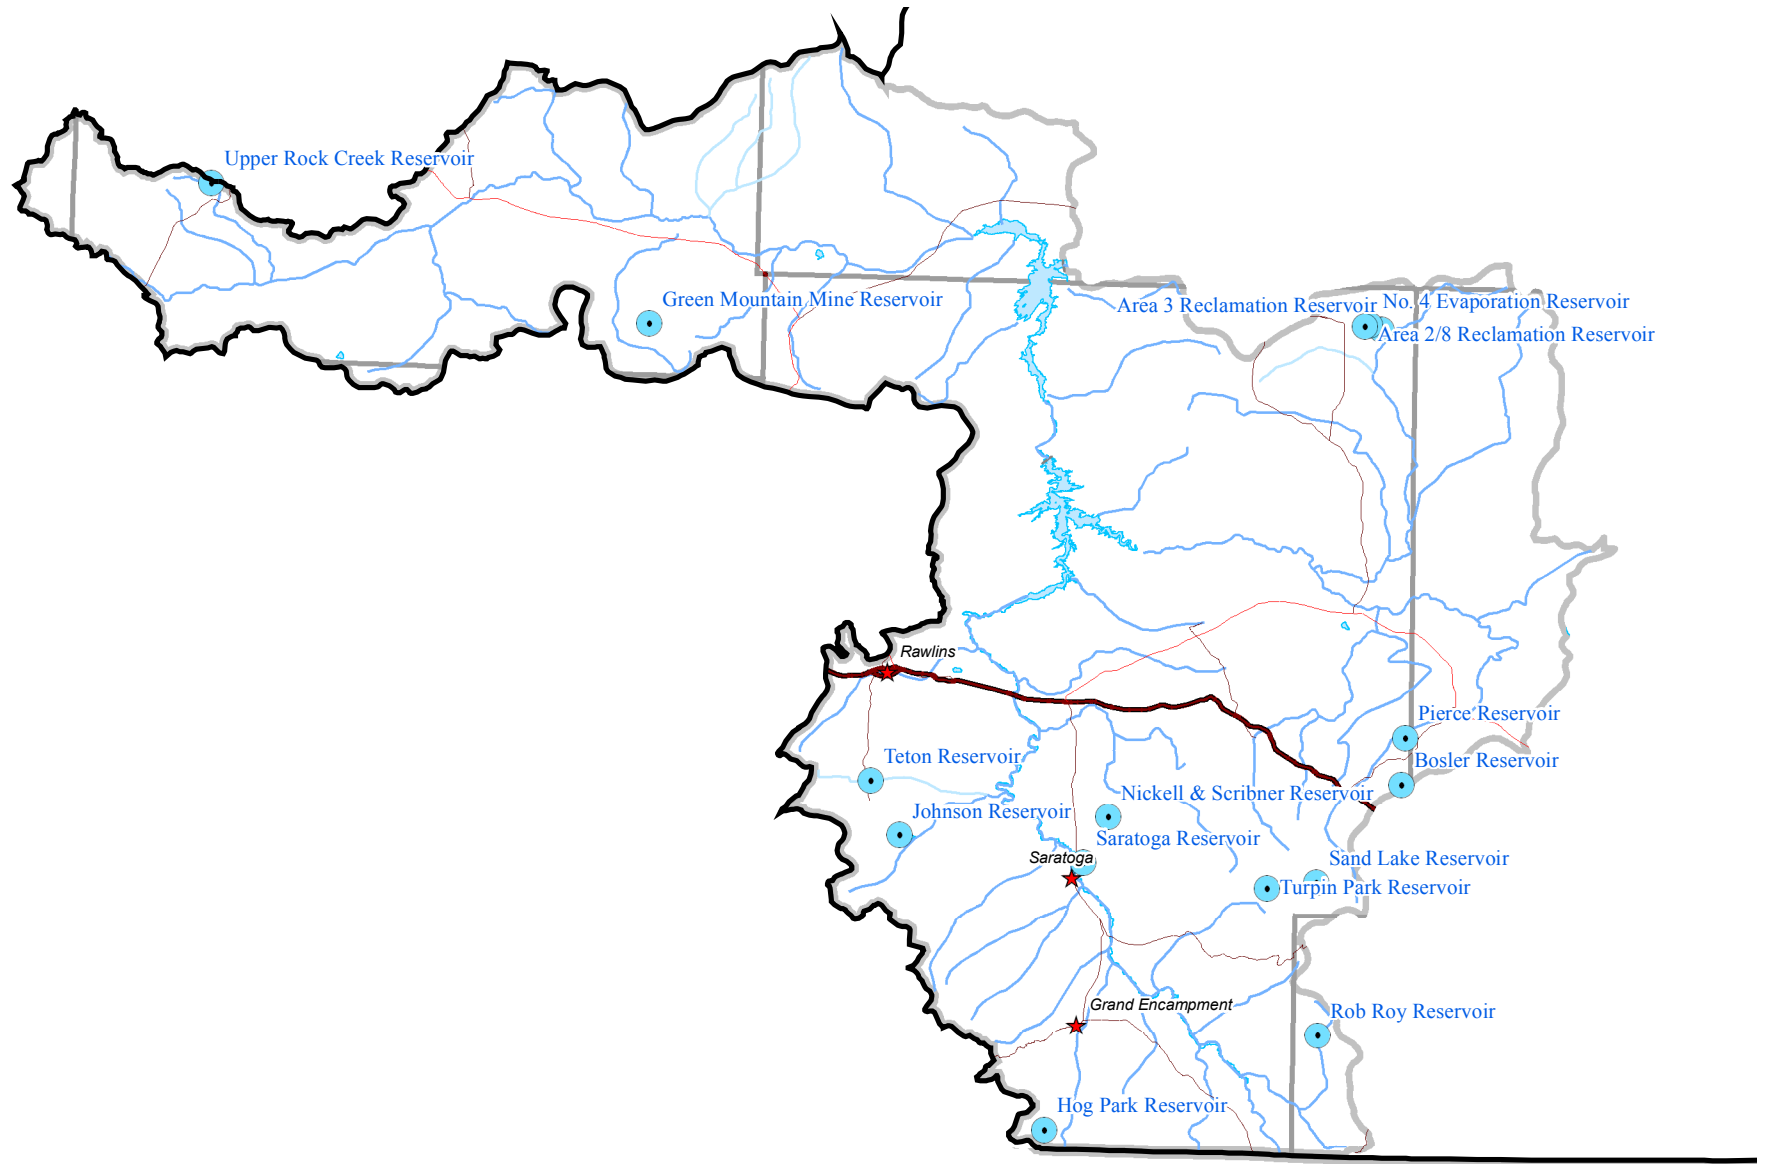 Upper Rock Creek Reservoir
Green Mountain Mine Reservoir
Area 3 Reclamation Reservoir
No. 4 Evaporation Reservoir
Area 2/8 Reclamation Reservoir
Rawlins
Pierce Reservoir
Teton Reservoir
Bosler Reservoir
Nickell & Scribner Reservoir
Johnson Reservoir
Saratoga Reservoir
Saratoga
Sand Lake Reservoir
Turpin Park Reservoir
Grand Encampment
Rob Roy Reservoir
Hog Park Reservoir